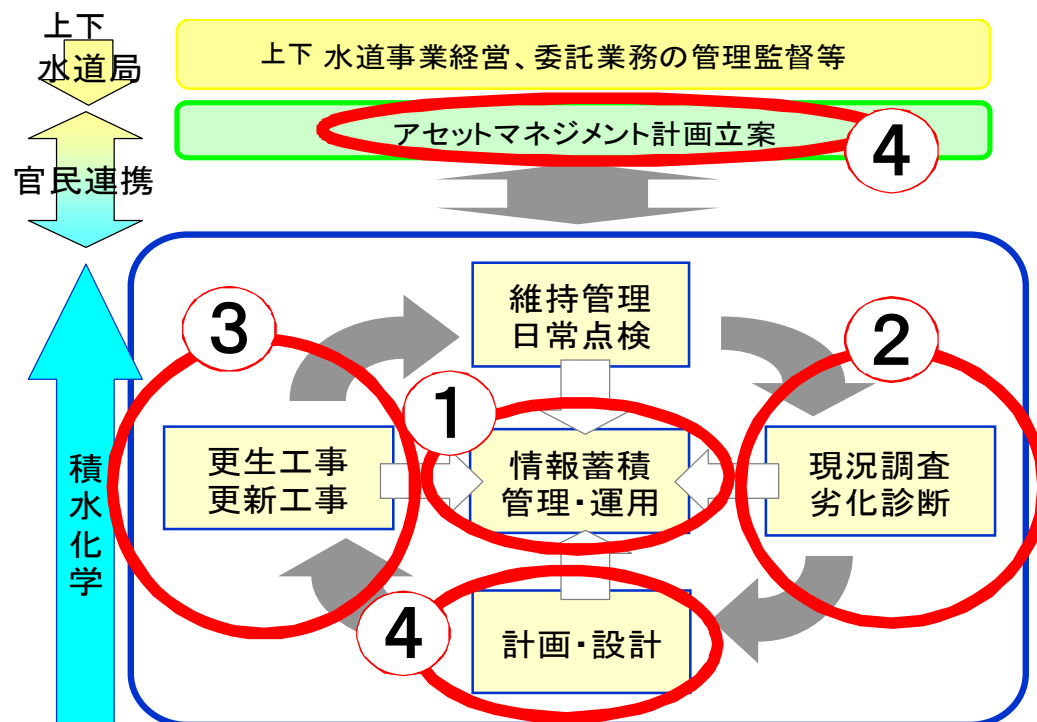 上下
水道局
上下 水道事業経営、委託業務の管理監督等
アセットマネジメント計画立案
④
官民連携
維持管理
日常点検
③
②
①
更生工事
更新工事
情報蓄積
管理・運用
現況調査
劣化診断
積水化学
④
計画・設計